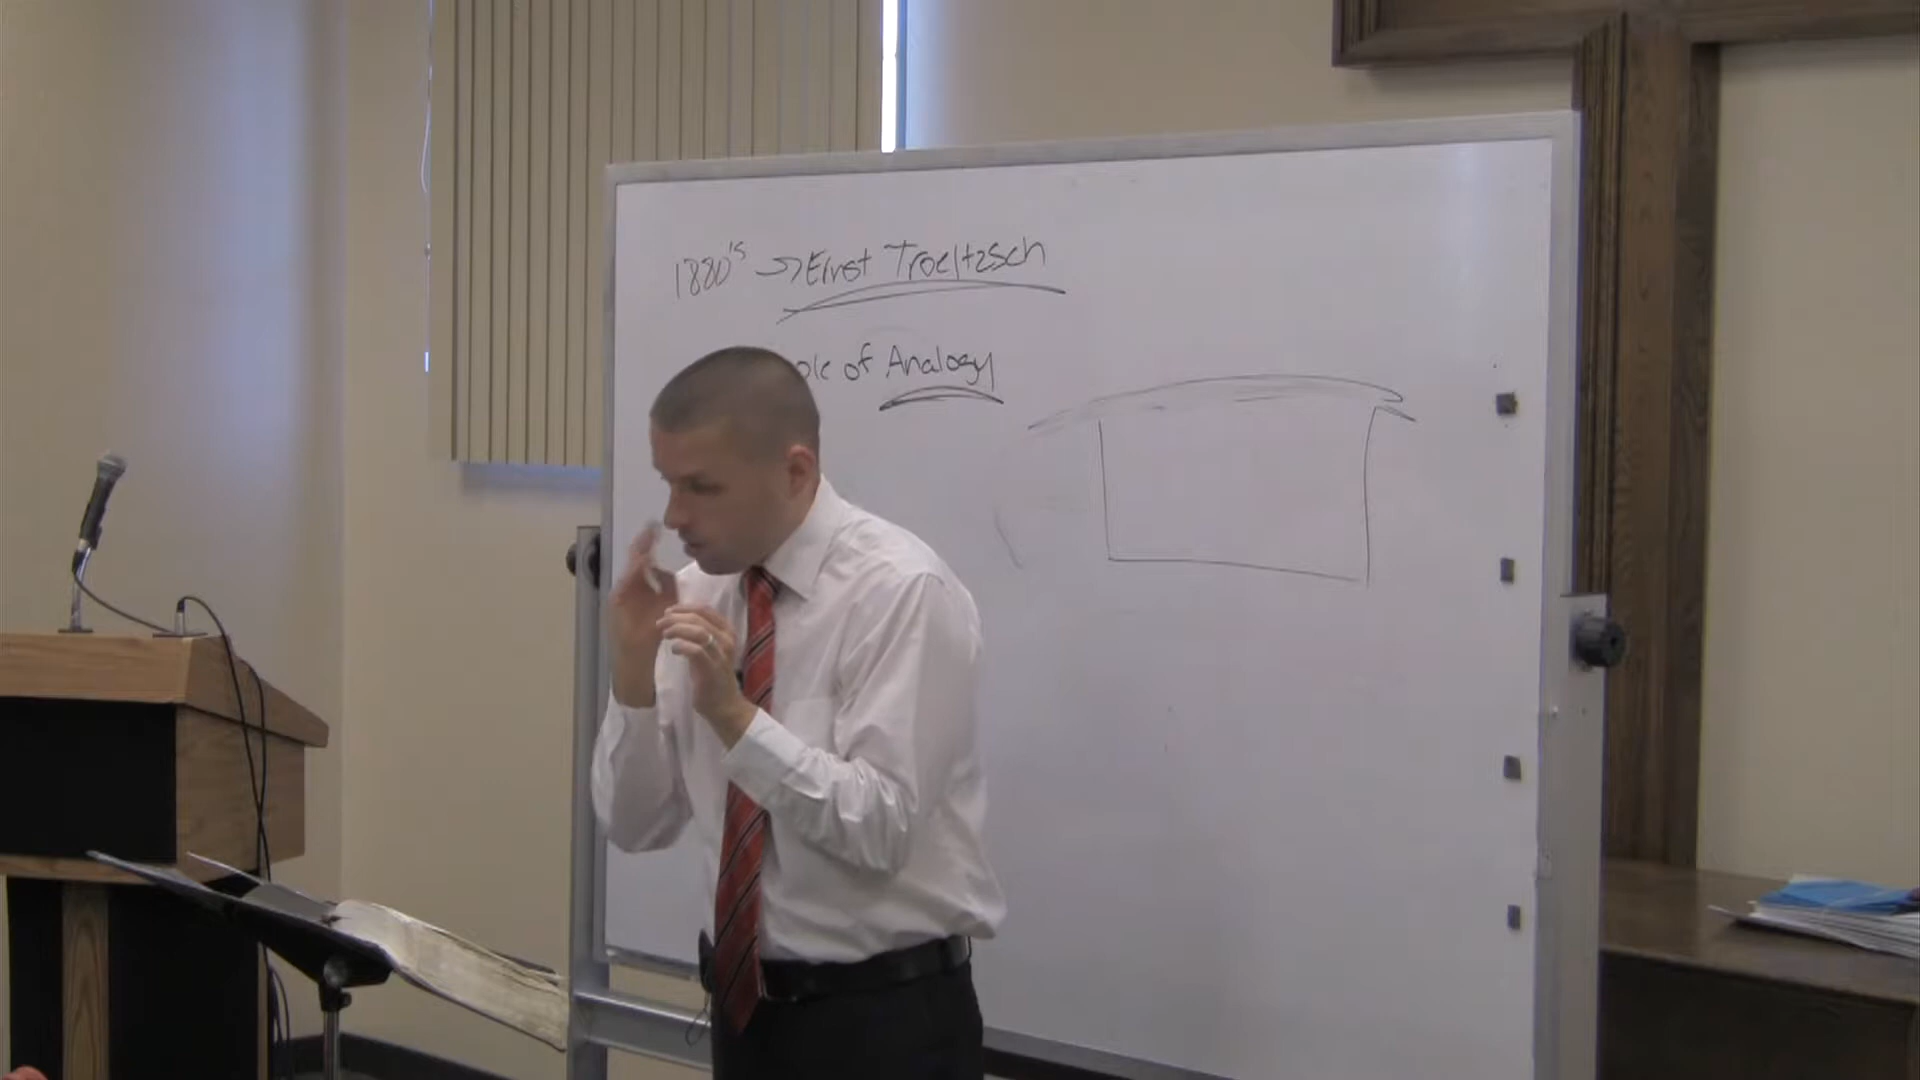 1880's → Ernst Troeltzsch
ple of Analogy